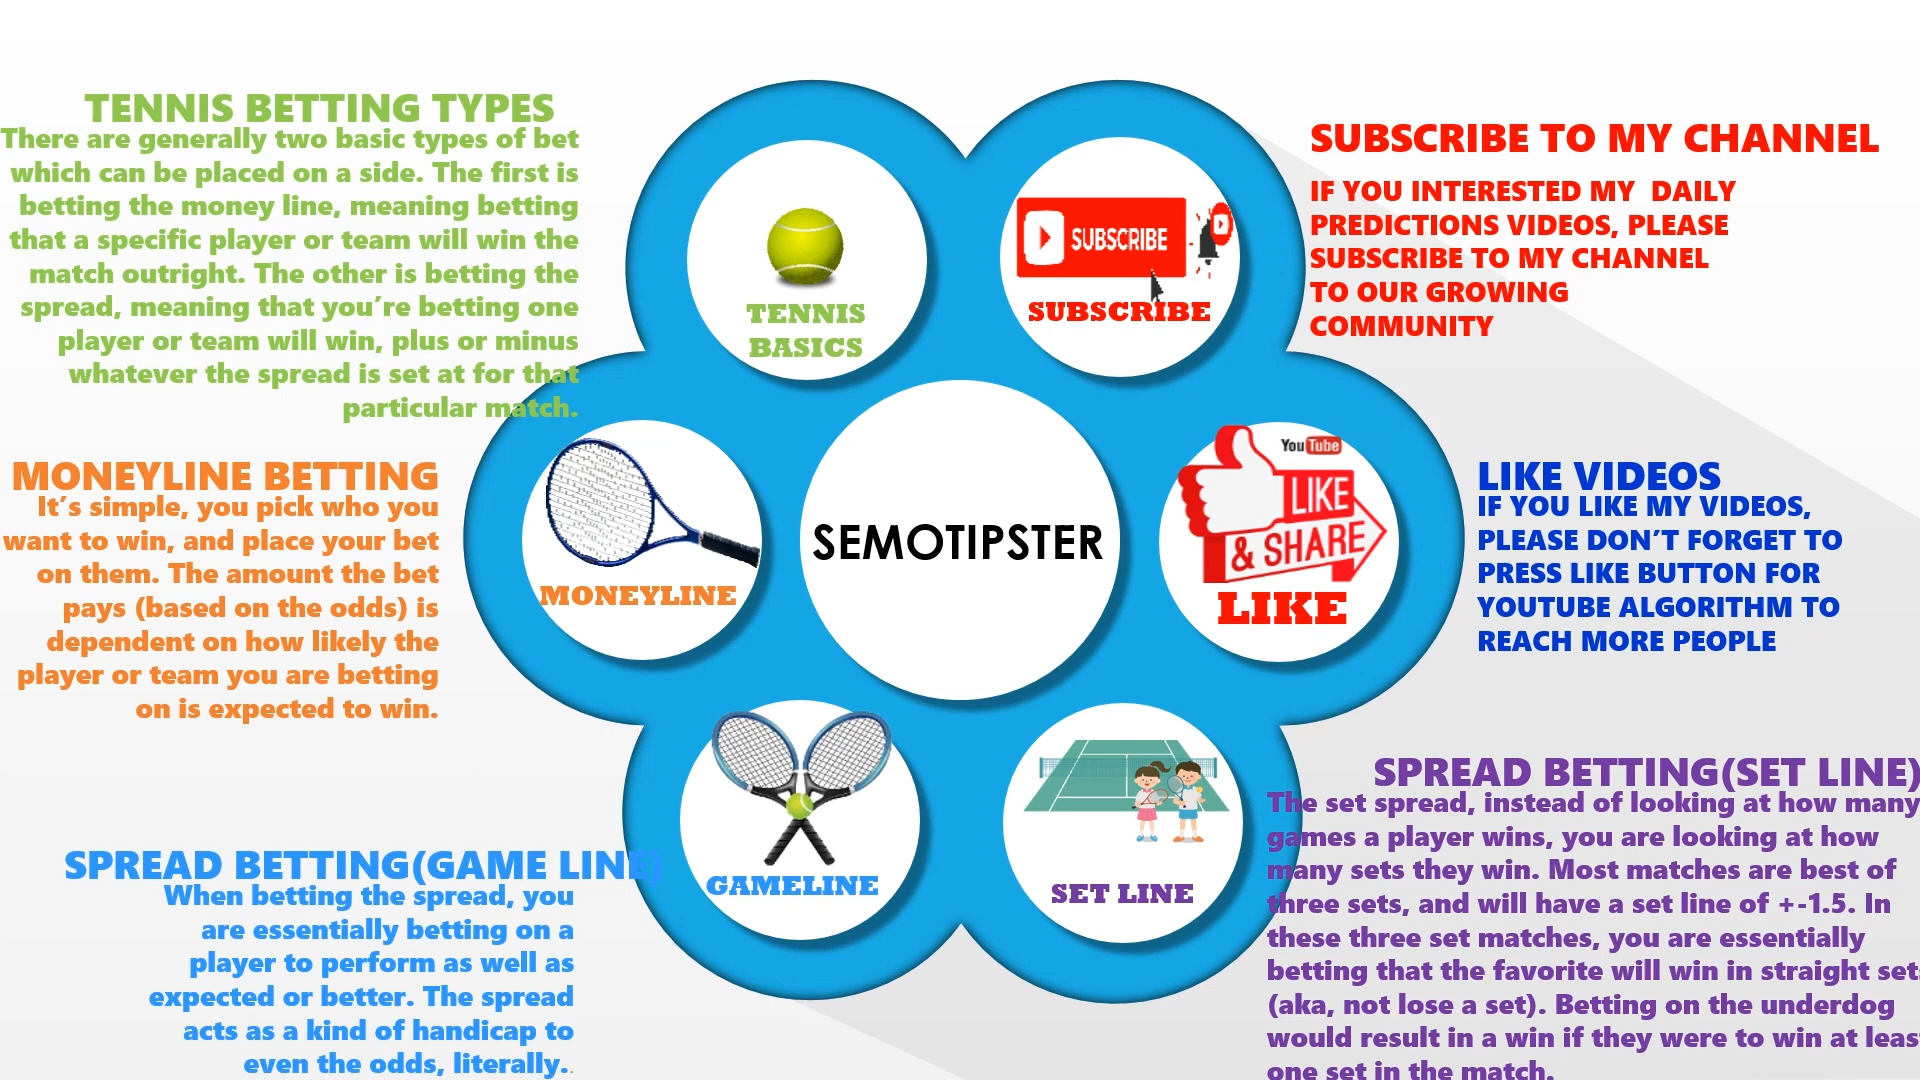 TENNIS BETTING TYPES
There are generally two basic types of bet
which can be placed on a side. The first is
betting the money line, meaning betting
that a specific player or team will win the
match outright. The other is betting the
spread, meaning that you’re betting one
player or team will win, plus or minus
whatever the spread is set at for that
particular match.
MONEYLINE BETTING
It’s simple, you pick who you
want to win, and place your bet
on them. The amount the bet
pays (based on the odds) is
dependent on how likely the
player or team you are betting
on is expected to win.
SPREAD BETTING(GAME LINE)
When betting the spread, you
are essentially betting on a
player to perform as well as
expected or better. The spread
acts as a kind of handicap to
even the odds, literally..
TENNIS
BASICS
SUBSCRIBE
SUBSCRIBE
MONEYLINE
SEMOTIPSTER
YouTube
LIKE
& SHARE
LIKE
GAMELINE
SET LINE
SUBSCRIBE TO MY CHANNEL
IF YOU INTERESTED MY DAILY
PREDICTIONS VIDEOS, PLEASE
SUBSCRIBE TO MY CHANNEL
TO OUR GROWING
COMMUNITY
LIKE VIDEOS
IF YOU LIKE MY VIDEOS,
PLEASE DON’T FORGET TO
PRESS LIKE BUTTON FOR
YOUTUBE ALGORITHM TO
REACH MORE PEOPLE
SPREAD BETTING(SET LINE)
The set spread, instead of looking at how many
games a player wins, you are looking at how
many sets they win. Most matches are best of
three sets, and will have a set line of +-1.5. In
these three set matches, you are essentially
betting that the favorite will win in straight sets
(aka, not lose a set). Betting on the underdog
would result in a win if they were to win at least
one set in the match.